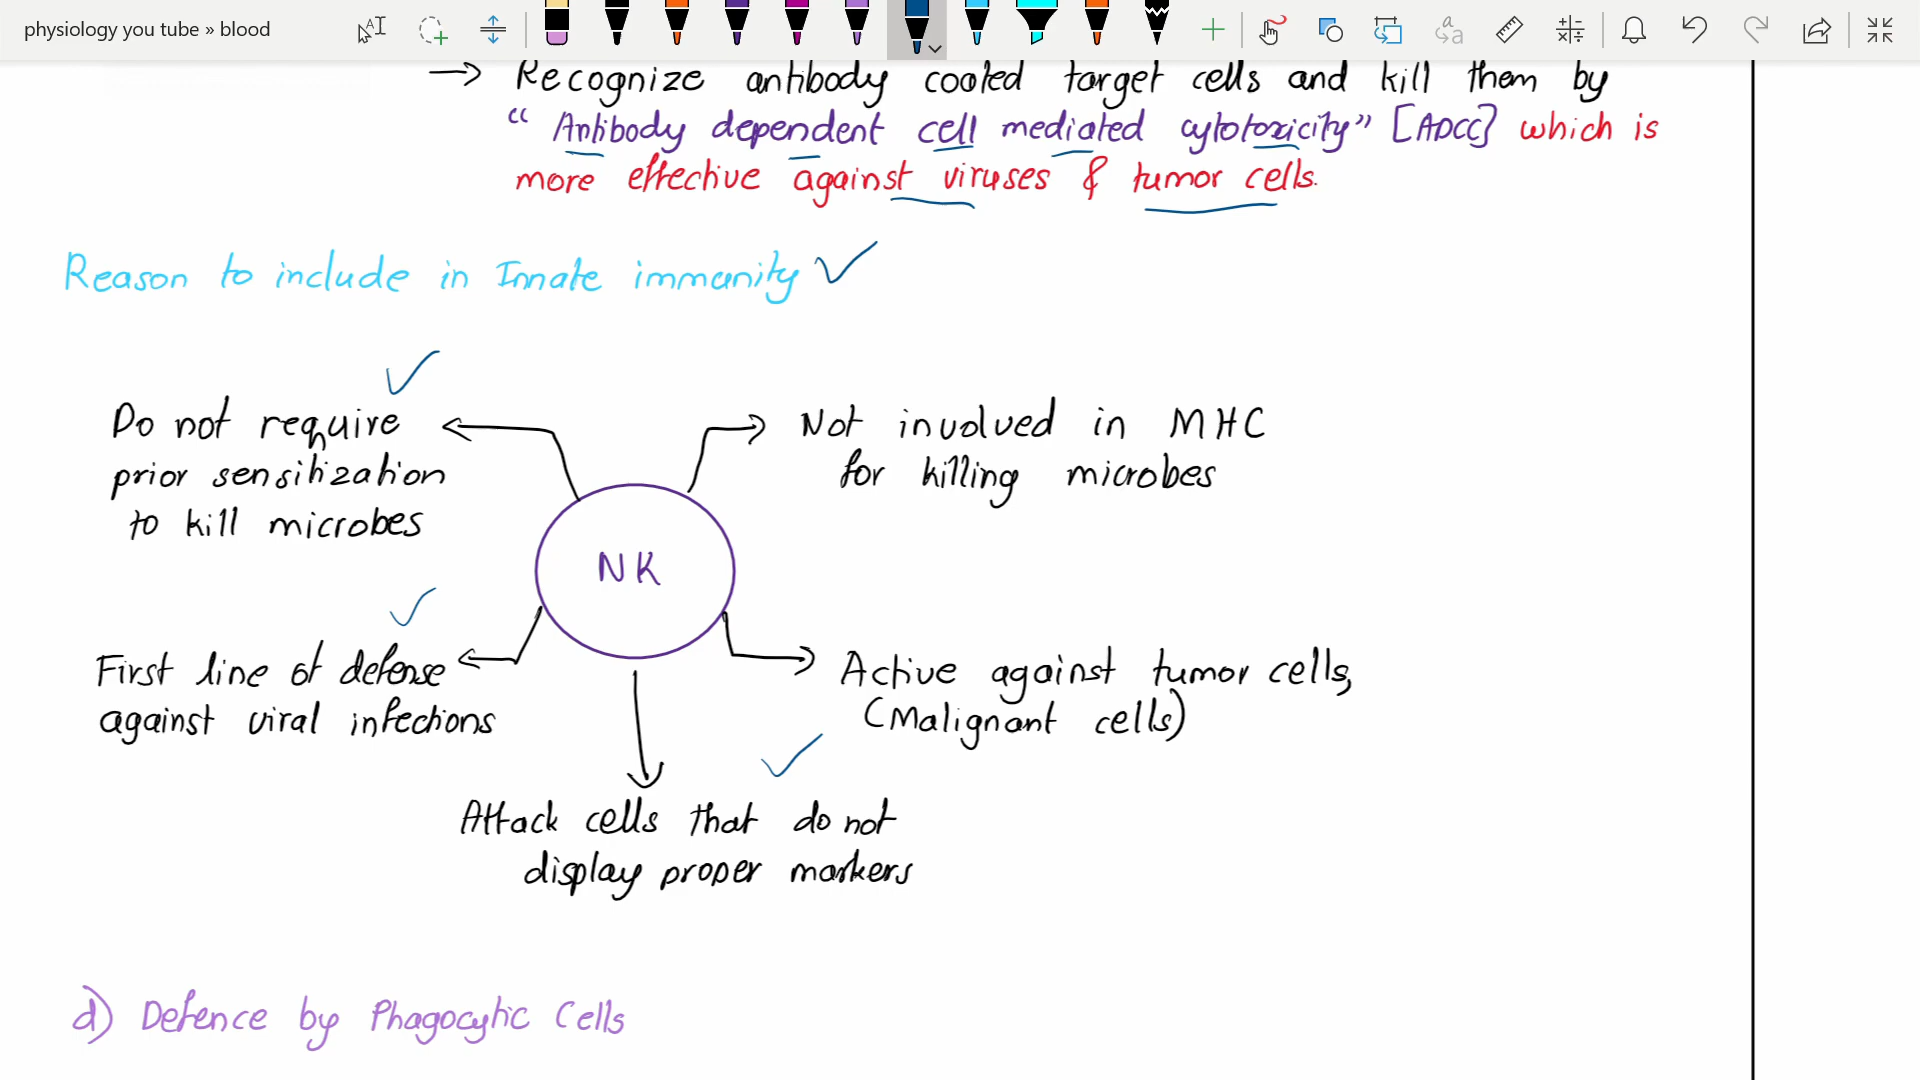 physiology you tube » blood
→ Recognize antibody coated target cells and kill them by
“ Antibody dependent cell mediated cytotoxicity” [ADCC] which is
more effective against viruses & tumor cells.
Reason to include in Innate immunity
Do not require
prior sensitization
to kill microbes
Not involved in MHC
for killing microbes
NK
First line of defense
against viral infections
Active against tumor cells,
(Malignant cells)
Attack cells that do not
display proper markers
d) Defence by Phagocytic Cells